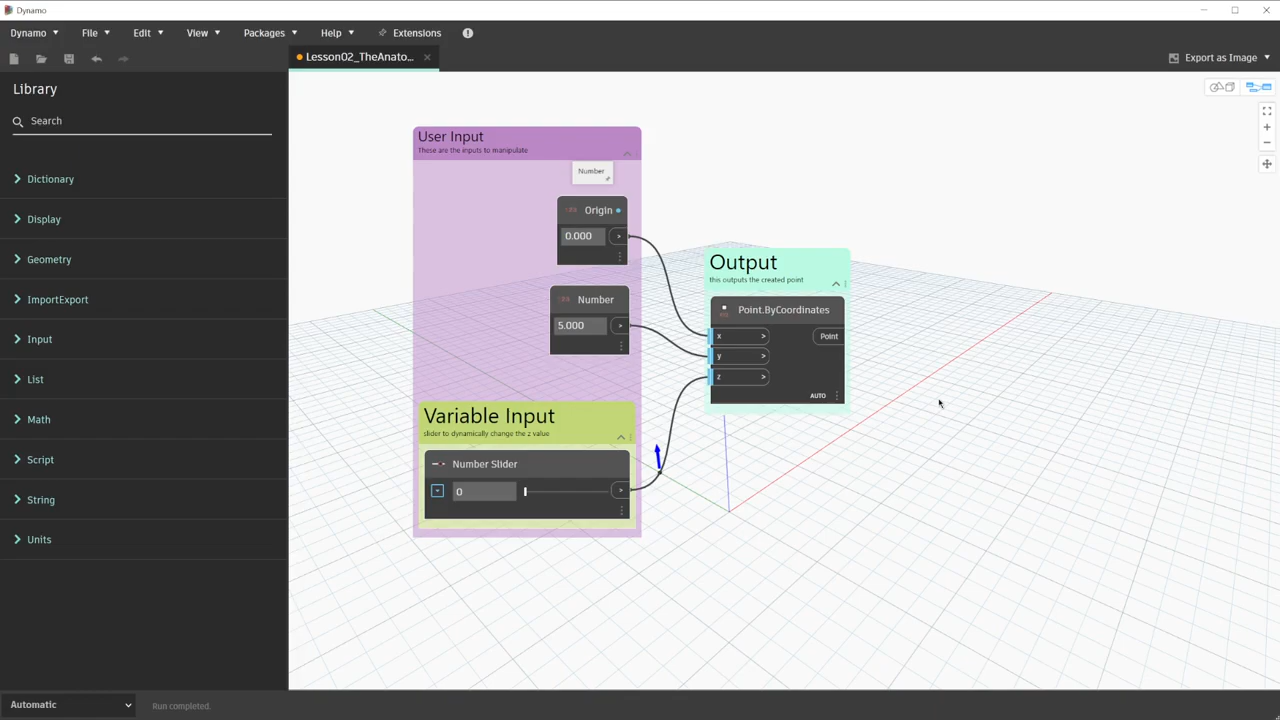 Dynamo
Dynamo File Edit View Packages Help Extensions
Lesson02_TheAnato...
Export as Image
Library
Search
Dictionary
Display
Geometry
ImportExport
Input
List
Math
Script
String
Units
User Input
These are the inputs to manipulate
Number
Origin
0.000 >
Number
5.000 >
Variable Input
slider to dynamically change the z value
Number Slider
0 >
Output
this outputs the created point
Point.ByCoordinates
x > Point
y >
z >
AUTO
Automatic
Run completed.